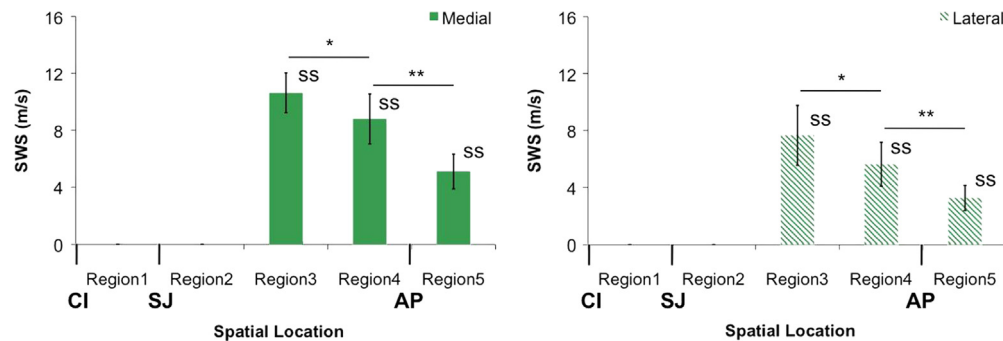 16
12
8
4
0
SWS (m/s)
Medial
*
**
SS
SS
SS
Region1 Region2 Region3 Region4 Region5
CI SJ AP
Spatial Location
16
12
8
4
0
SWS (m/s)
Lateral
*
**
SS
SS
SS
Region1 Region2 Region3 Region4 Region5
CI SJ AP
Spatial Location